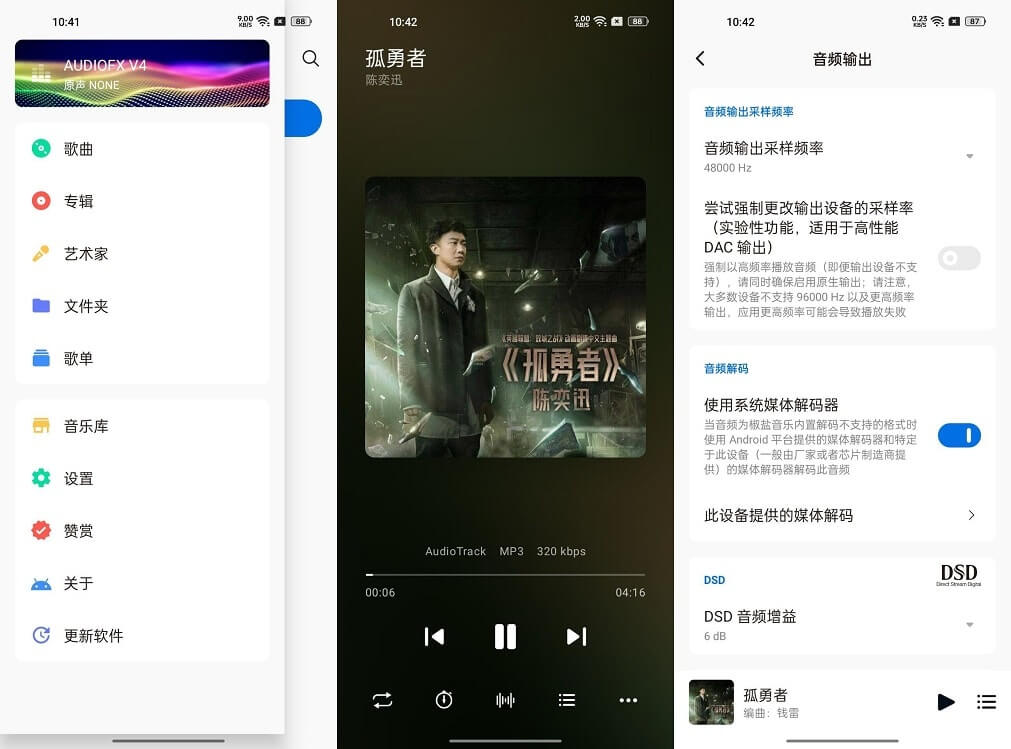 10:41
9.00 KB/S
88
AUDIOFX V4
原声 NONE
歌曲
专辑
艺术家
文件夹
歌单
音乐库
设置
赞赏
关于
更新软件
10:42
2.00 KB/S
88
孤勇者
陈奕迅
《英雄联盟：双城之战》动画剧集中文主题曲
《孤勇者》
陈奕迅
AudioTrack MP3 320 kbps
00:06
04:16
10:42
0.23 KB/S
87
音频输出
音频输出采样频率
音频输出采样频率
48000 Hz
尝试强制更改输出设备的采样率
（实验性功能，适用于高性能
DAC 输出）
强制以高频率播放音频（即便输出设备不支
持），请同时确保启用原生输出；请注意，
大多数设备不支持 96000 Hz 以及更高频率
输出，应用更高频率可能会导致播放失败
音频解码
使用系统媒体解码器
当音频为椒盐音乐内置解码不支持的格式时
使用 Android 平台提供的媒体解码器和特定
于此设备（一般由厂家或者芯片制造商提
供）的媒体解码器解码此音频
此设备提供的媒体解码
DSD
DSD
Direct Stream Digital
DSD 音频增益
6 dB
孤勇者
编曲：钱雷